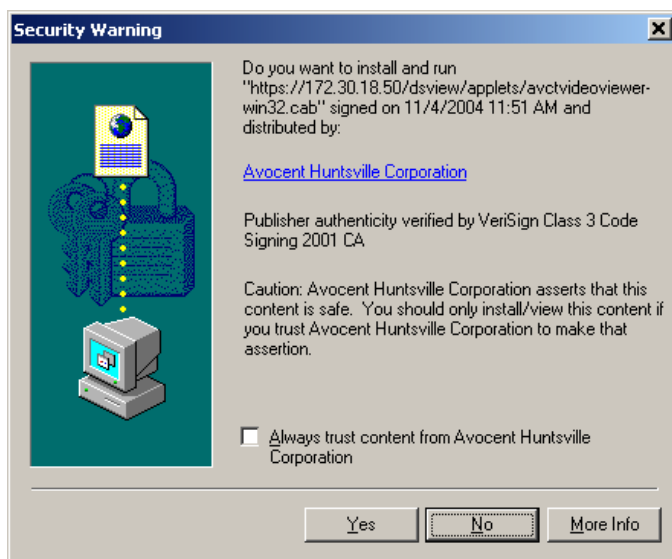 Security Warning
Do you want to install and run
"https://172.30.18.50/dsview/applets/avctvideoviewer-
win32.cab" signed on 11/4/2004 11:51 AM and
distributed by:
Avocent Huntsville Corporation
Publisher authenticity verified by VeriSign Class 3 Code
Signing 2001 CA
Caution: Avocent Huntsville Corporation asserts that this
content is safe.  You should only install/view this content if
you trust Avocent Huntsville Corporation to make that
assertion.
Always trust content from Avocent Huntsville
Corporation
Yes
No
More Info